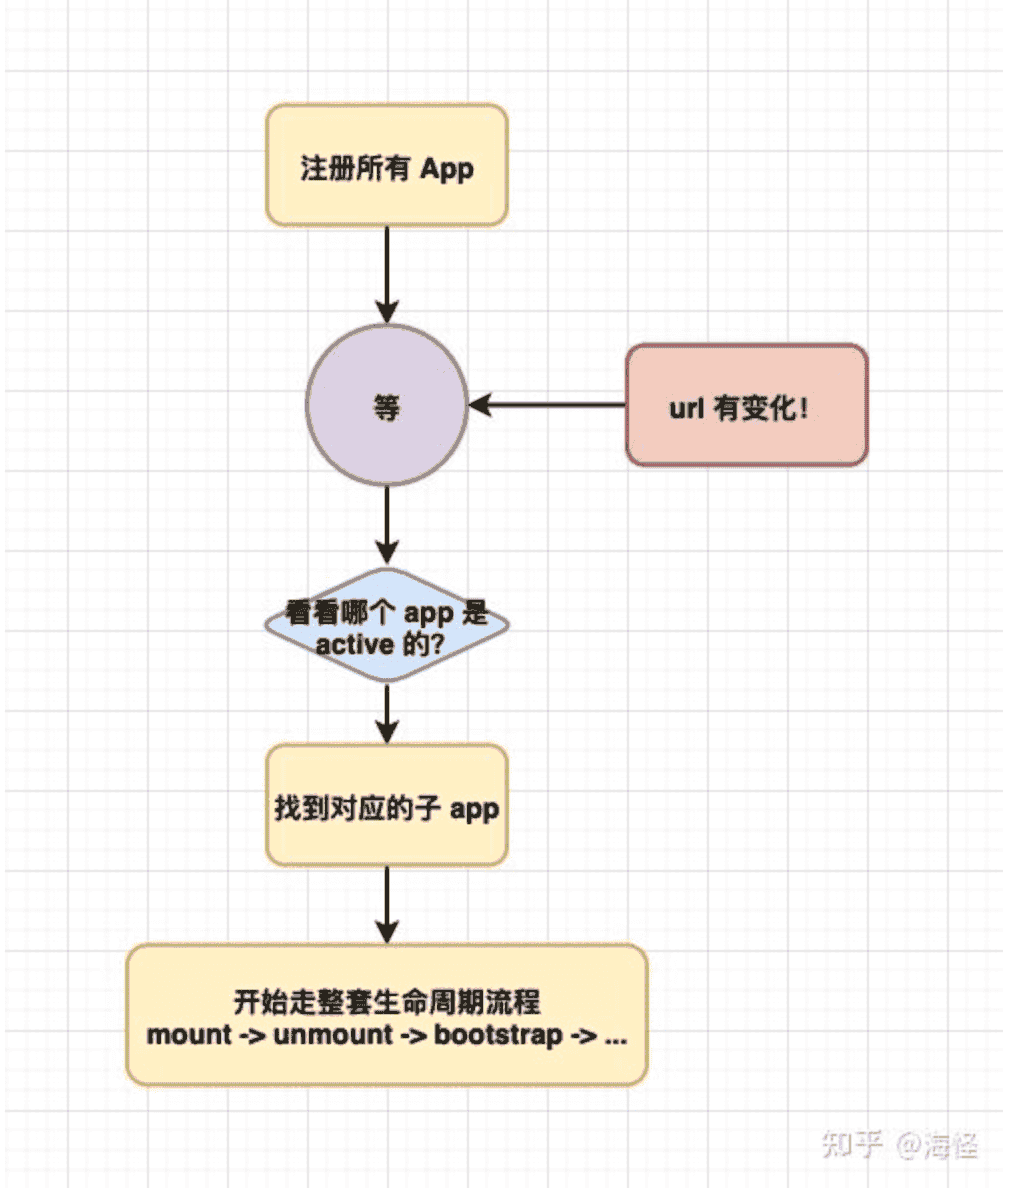 注册所有 App
等
url 有变化！
看看哪个 app 是
active 的？
找到对应的子 app
开始走整套生命周期流程
mount -> unmount -> bootstrap -> ...
知乎 @海怪